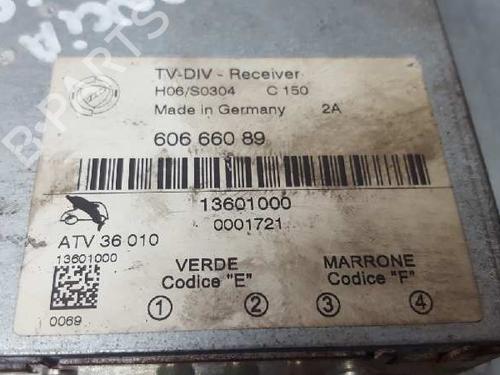 TV-DIV - Receiver
H06/S0304 C 150
Made in Germany 2A
606 660 89
13601000
0001721
ATV 36 010
13601000
0069
VERDE
Codice "E"
MARRONE
Codice "F"
1 2 3 4
B-PARTS